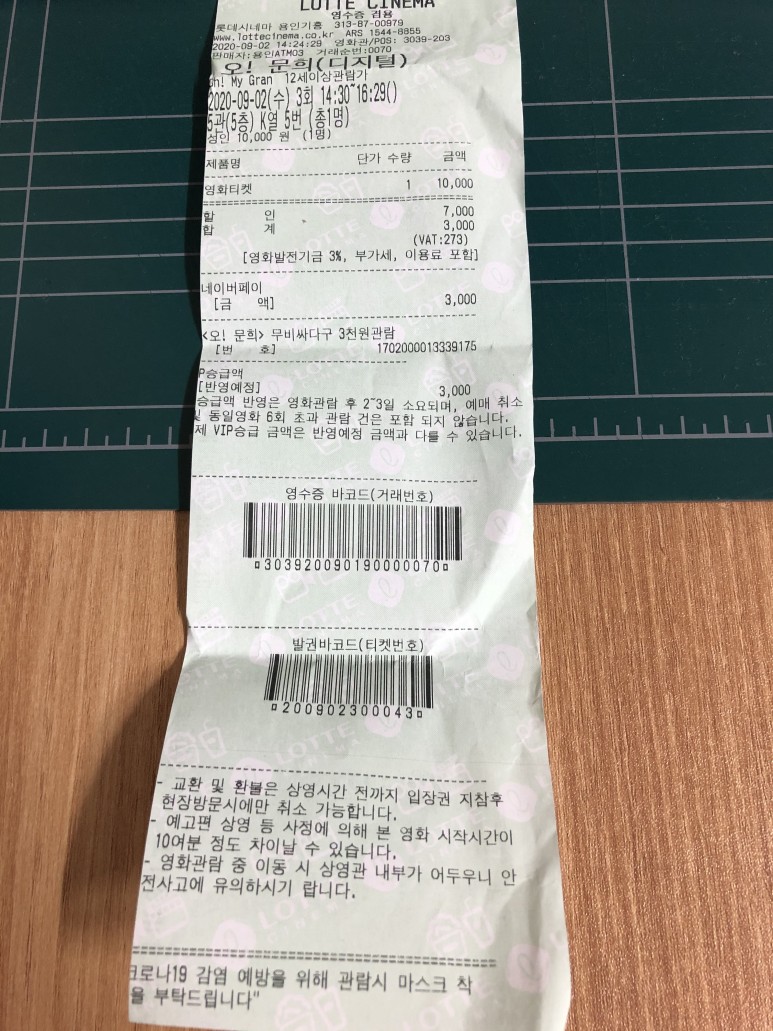 LOTTE CINEMA
영수증 겸용
롯데시네마 용인기흥 313-87-00979
www.lottecinema.co.kr ARS 1544-8855
2020-09-02 14:24:29 영화관/POS: 3039-203
판매자:용인ATM03 거래순번:0070
오! 문희(디지털)
Oh! My Gran 12세이상관람가
2020-09-02(수) 3회 14:30~16:29()
5관(5층) K열 5번 (총1명)
성인 10,000 원 (1명)
제품명 단가 수량 금액
영화티켓 1 10,000
할 인 7,000
합 계 3,000
(VAT:273)
[영화발전기금 3%, 부가세, 이용료 포함]
네이버페이
[금 액] 3,000
<오! 문희> 무비싸다구 3천원관람
[번 호] 1702000013339175
P승급액
[반영예정] 3,000
승급액 반영은 영화관람 후 2~3일 소요되며, 예매 취소
및 동일영화 6회 초과 관람 건은 포함 되지 않습니다.
제 VIP승급 금액은 반영예정 금액과 다를 수 있습니다.
영수증 바코드(거래번호)
¤303920090190000070¤
발권바코드(티켓번호)
¤200902300043¤
- 교환 및 환불은 상영시간 전까지 입장권 지참후
현장방문시에만 취소 가능합니다.
- 예고편 상영 등 사정에 의해 본 영화 시작시간이
10여분 정도 차이날 수 있습니다.
- 영화관람 중 이동 시 상영관 내부가 어두우니 안
전사고에 유의하시기 랍니다.
코로나19 감염 예방을 위해 관람시 마스크 착
을 부탁드립니다"